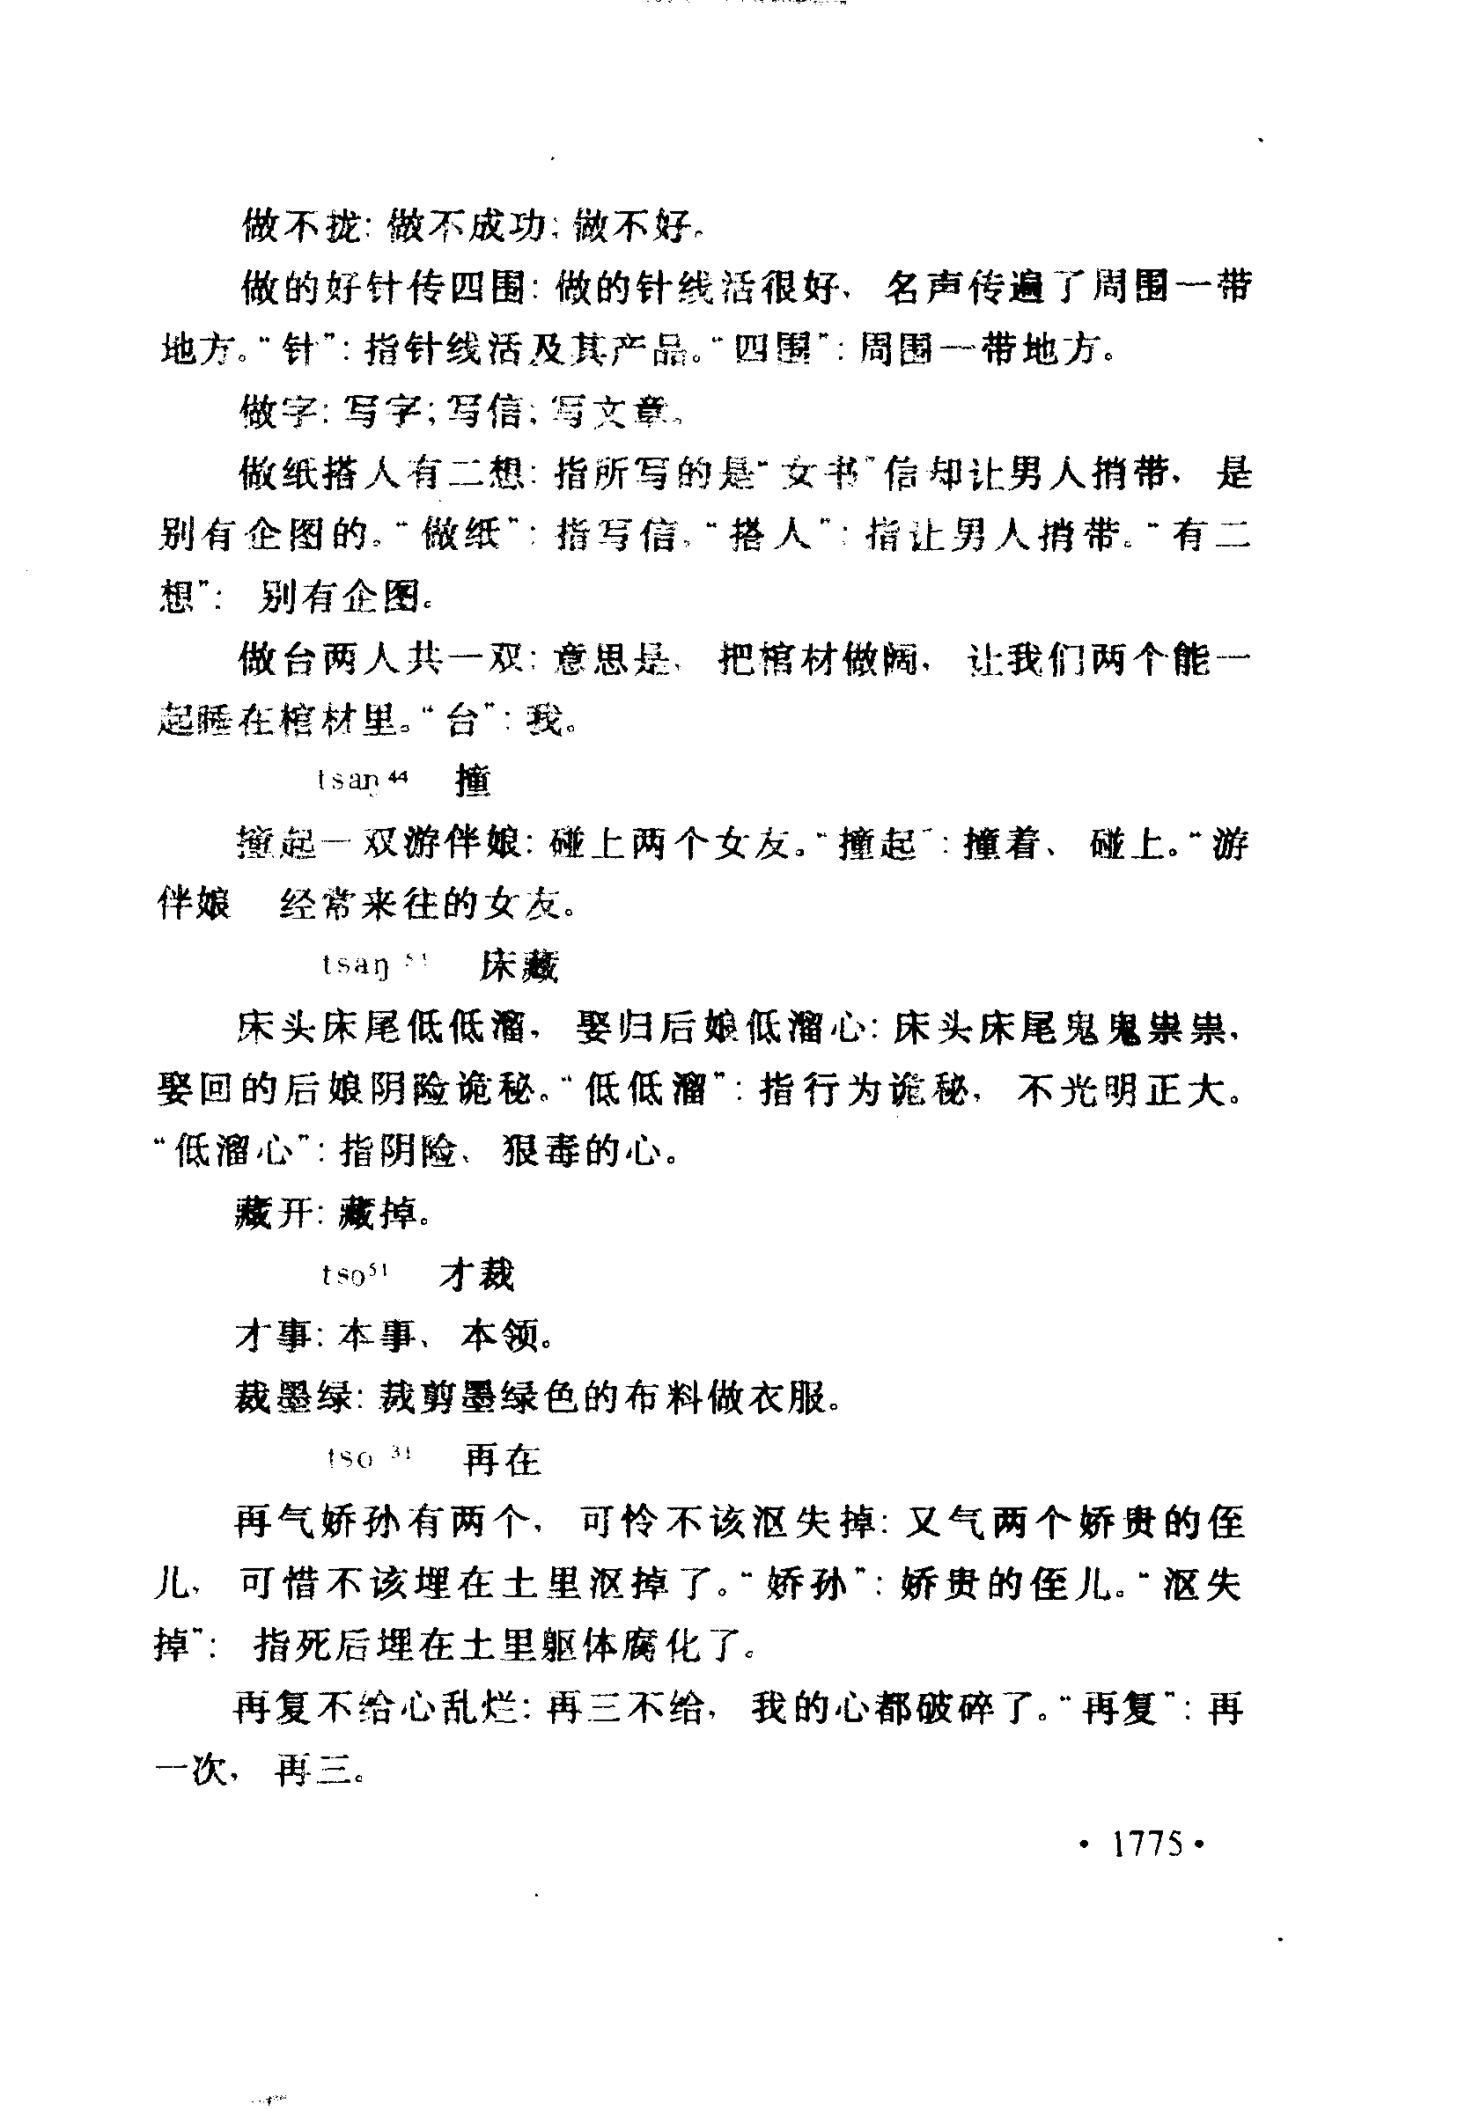 做不拢：做不成功；做不好。
做的好针传四围：做的针线活很好，名声传遍了周围一带
地方。“针”：指针线活及其产品。“四围”：周围一带地方。
做字：写字；写信；写文章。
做纸搭人有二想：指所写的是“女书”信却让男人捎带，是
别有企图的。“做纸”：指写信。“搭人”：指让男人捎带。“有二
想”：别有企图。
做台两人共一双：意思是，把棺材做阔，让我们两个能一
起睡在棺材里。“台”：我。
tsaŋ⁴⁴ 撞
撞起一双游伴娘：碰上两个女友。“撞起”：撞着、碰上。“游
伴娘 经常来往的女友。
tsaŋ⁵¹ 床藏
床头床尾低低溜，娶归后娘低溜心：床头床尾鬼鬼祟祟，
娶回的后娘阴险诡秘。“低低溜”：指行为诡秘，不光明正大。
“低溜心”：指阴险、狠毒的心。
藏开：藏掉。
tso⁵¹ 才裁
才事：本事、本领。
裁墨绿：裁剪墨绿色的布料做衣服。
tso³¹ 再在
再气娇孙有两个，可怜不该沤失掉：又气两个娇贵的侄
儿，可惜不该埋在土里沤掉了。“娇孙”：娇贵的侄儿。“沤失
掉”：指死后埋在土里躯体腐化了。
再复不给心乱烂：再三不给，我的心都破碎了。“再复”：再
一次，再三。
·1775·